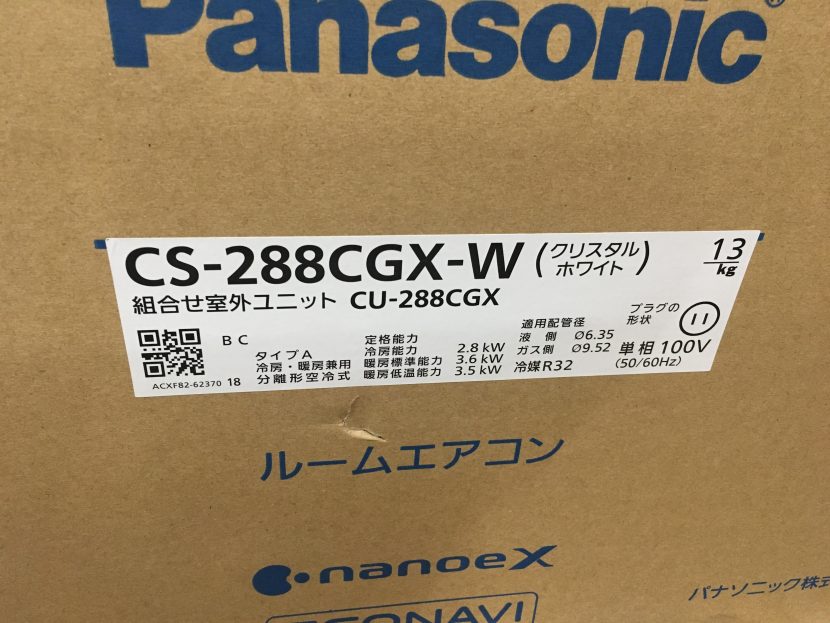 Panasonic®
CS-288CGX-W (クリスタルホワイト) 13 kg
組合せ室外ユニット CU-288CGX
BC
タイプA
冷房・暖房兼用
分離形空冷式
ACXF82-62370 18
定格能力
冷房能力 2.8 kW
暖房標準能力 3.6 kW
暖房低温能力 3.5 kW
適用配管径
液 側 Ø6.35
ガス側 Ø9.52
冷媒R32
プラグの
形状
単相 100V
(50/60Hz)
ルームエアコン
nanoeX
ECONAVI
パナソニック株式